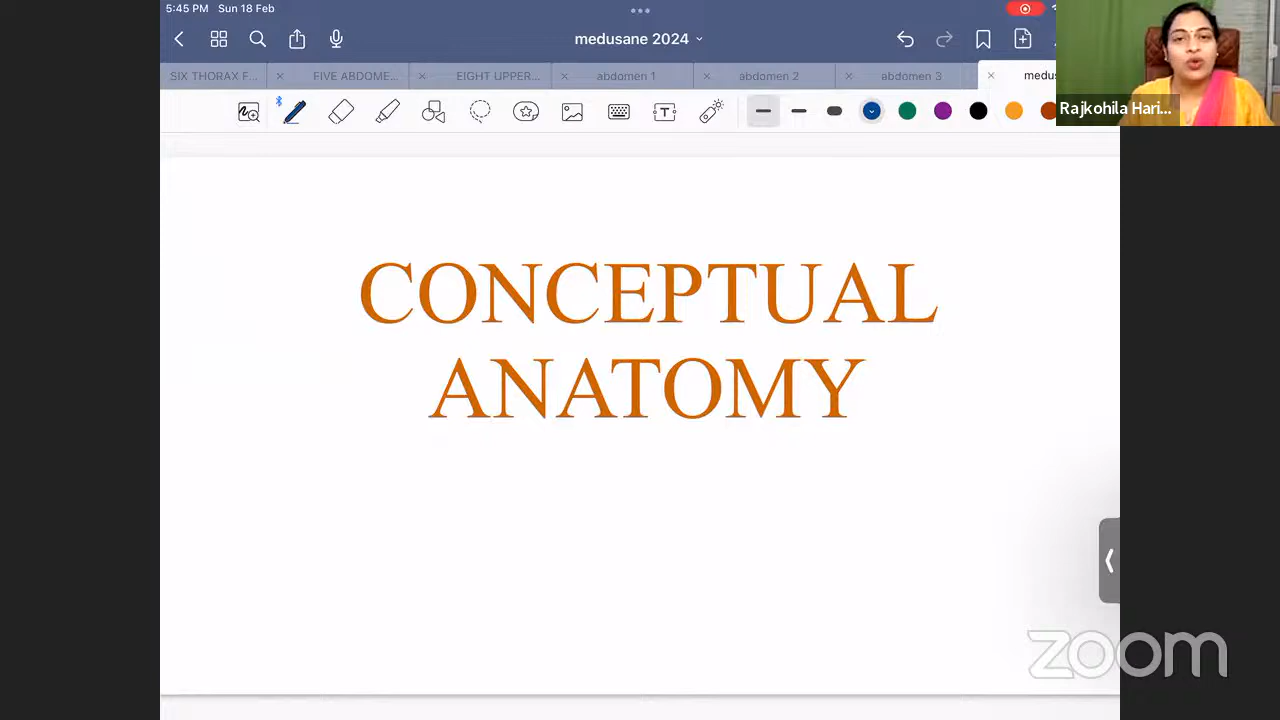 5:45 PM Sun 18 Feb
medusane 2024
SIX THORAX F...
FIVE ABDOME...
EIGHT UPPER...
abdomen 1
abdomen 2
abdomen 3
medus
Rajkohila Hari...
CONCEPTUAL
ANATOMY
zoom